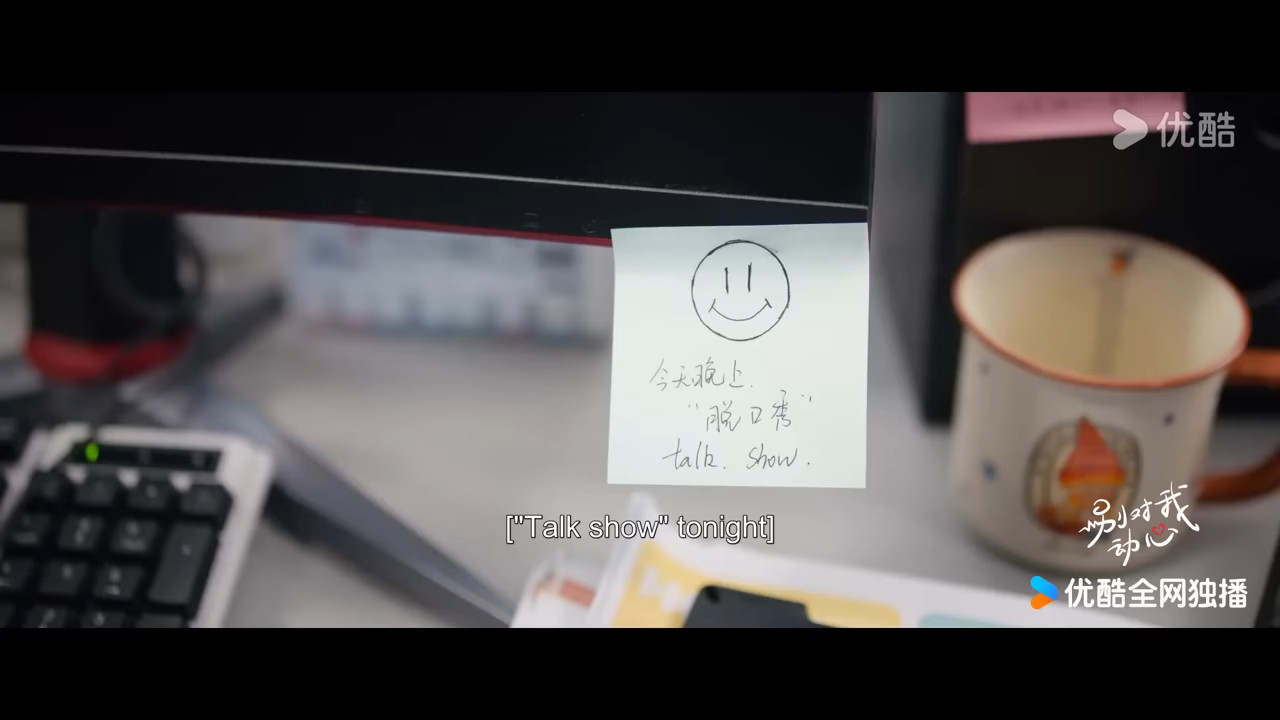 优酷
今天晚上.
"脱口秀"
talk. show.
["Talk show" tonight]
别对我
动心
优酷全网独播